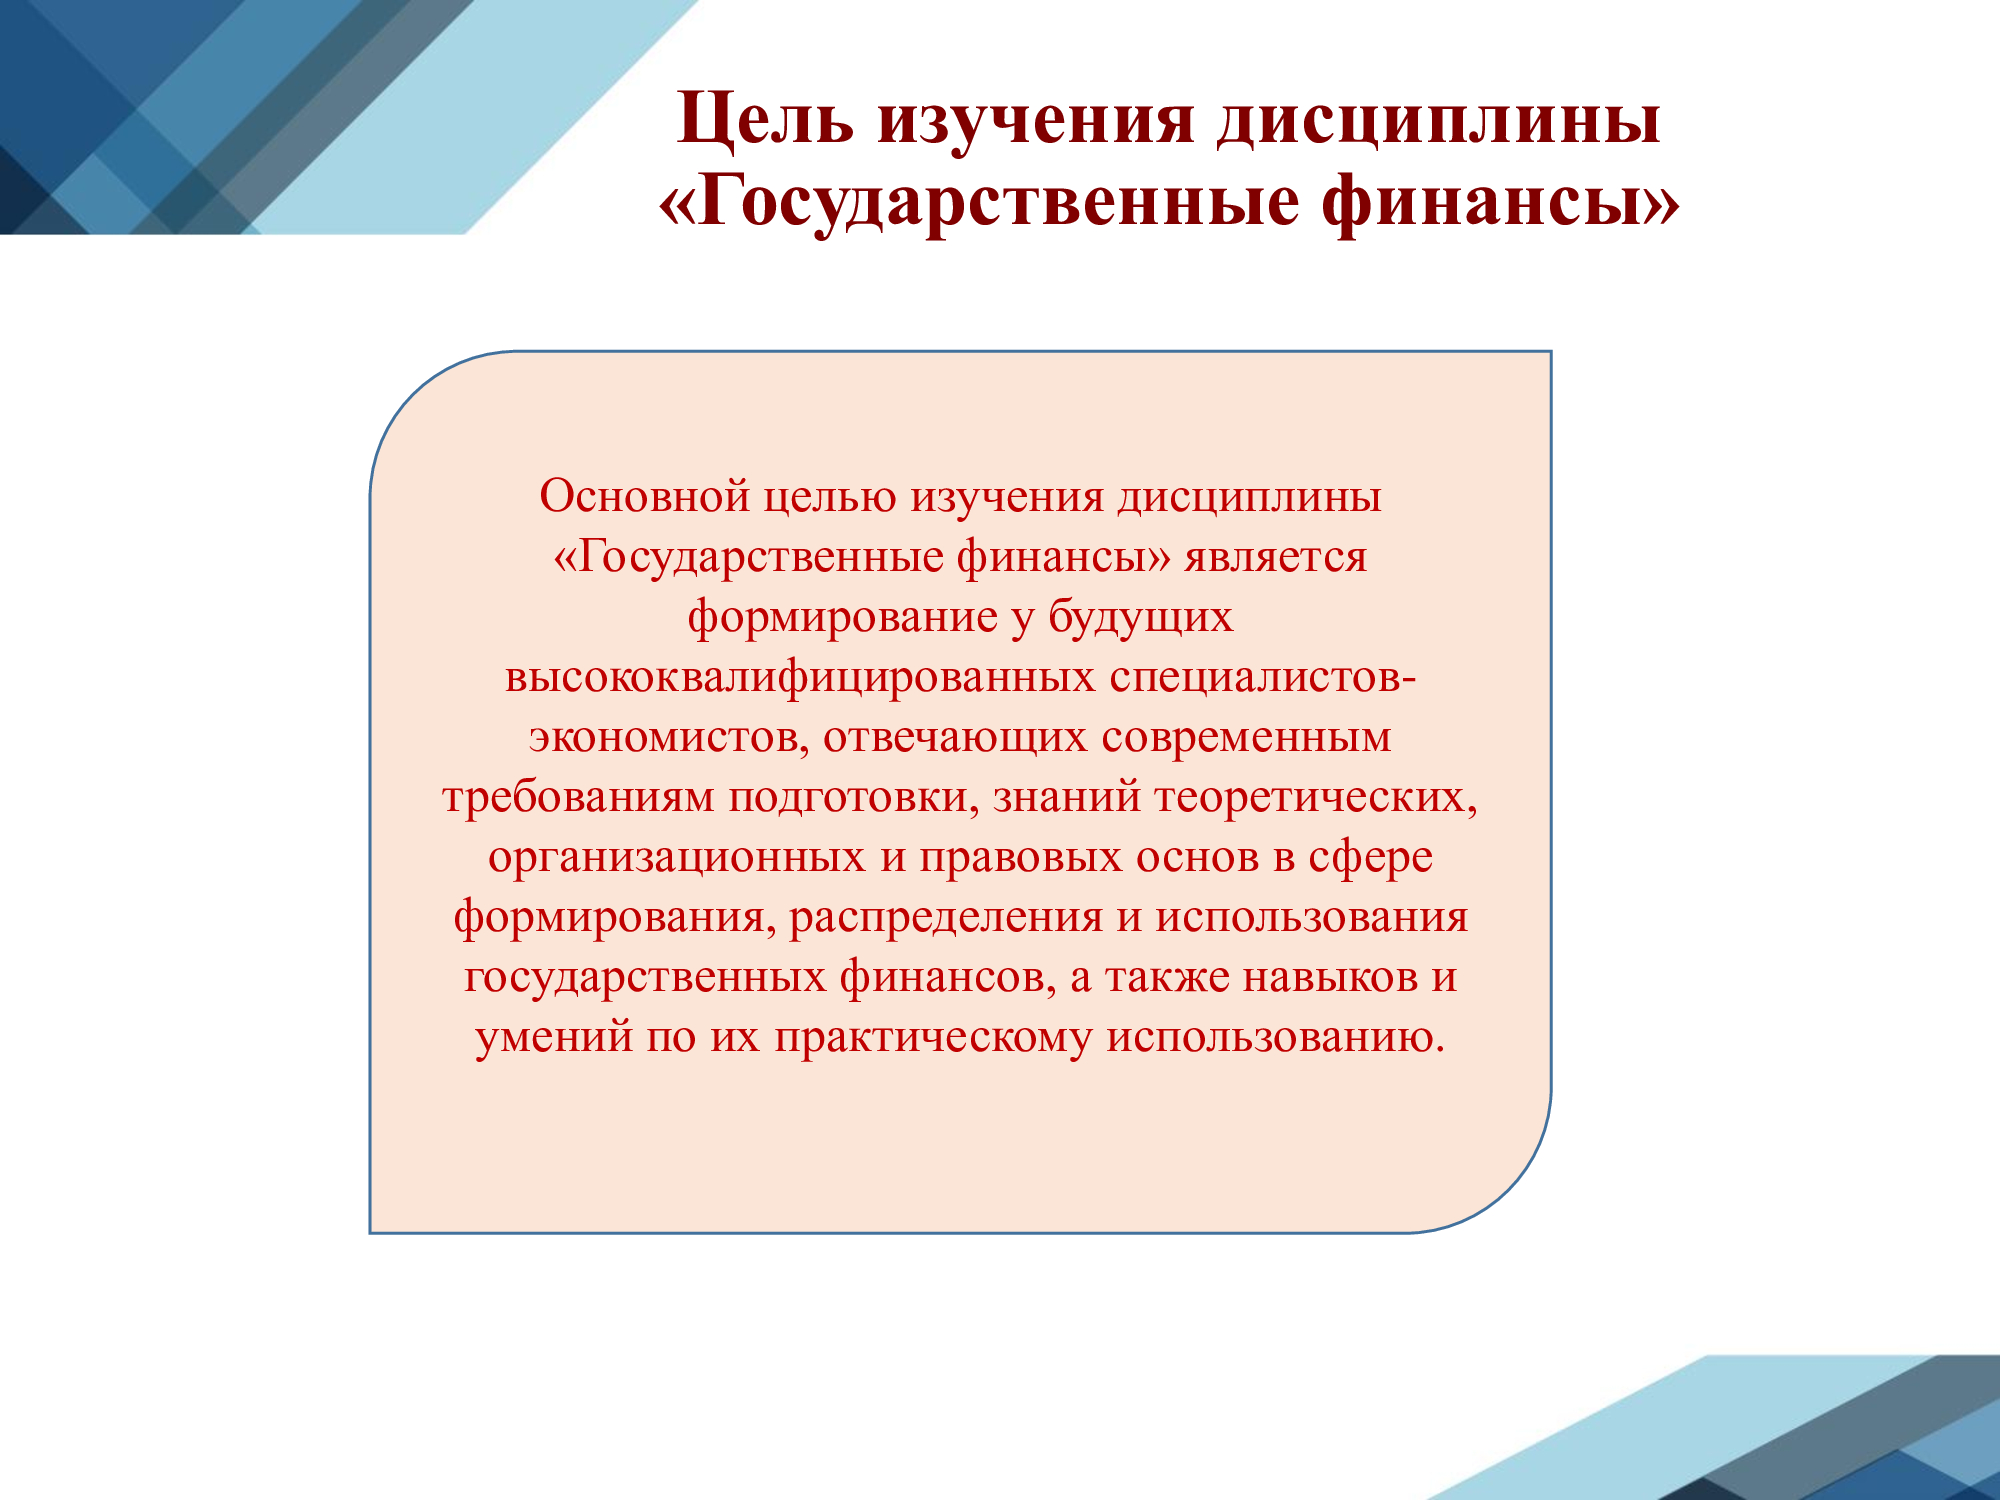 Цель изучения дисциплины
«Государственные финансы»
Основной целью изучения дисциплины
«Государственные финансы» является
формирование у будущих
высококвалифицированных специалистов-
экономистов, отвечающих современным
требованиям подготовки, знаний теоретических,
организационных и правовых основ в сфере
формирования, распределения и использования
государственных финансов, а также навыков и
умений по их практическому использованию.